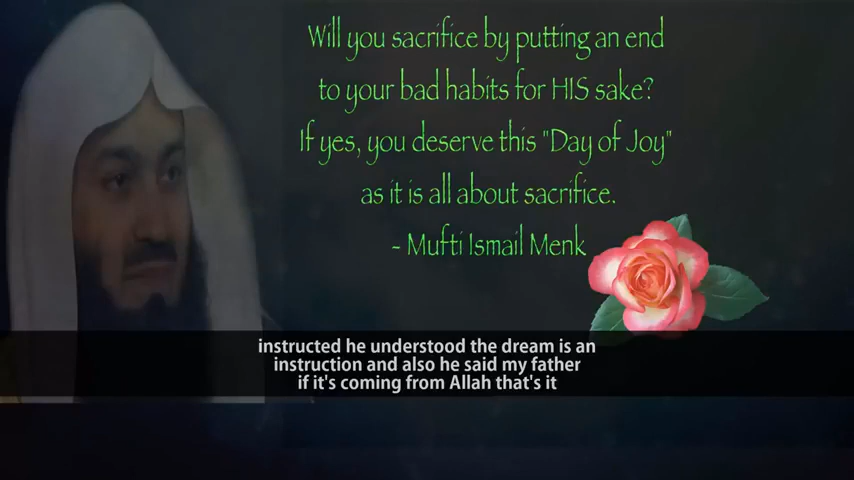 Will you sacrifice by putting an end
to your bad habits for HIS sake?
If yes, you deserve this "Day of Joy"
as it is all about sacrifice.
- Mufti Ismail Menk
instructed he understood the dream is an
instruction and also he said my father
if it's coming from Allah that's it